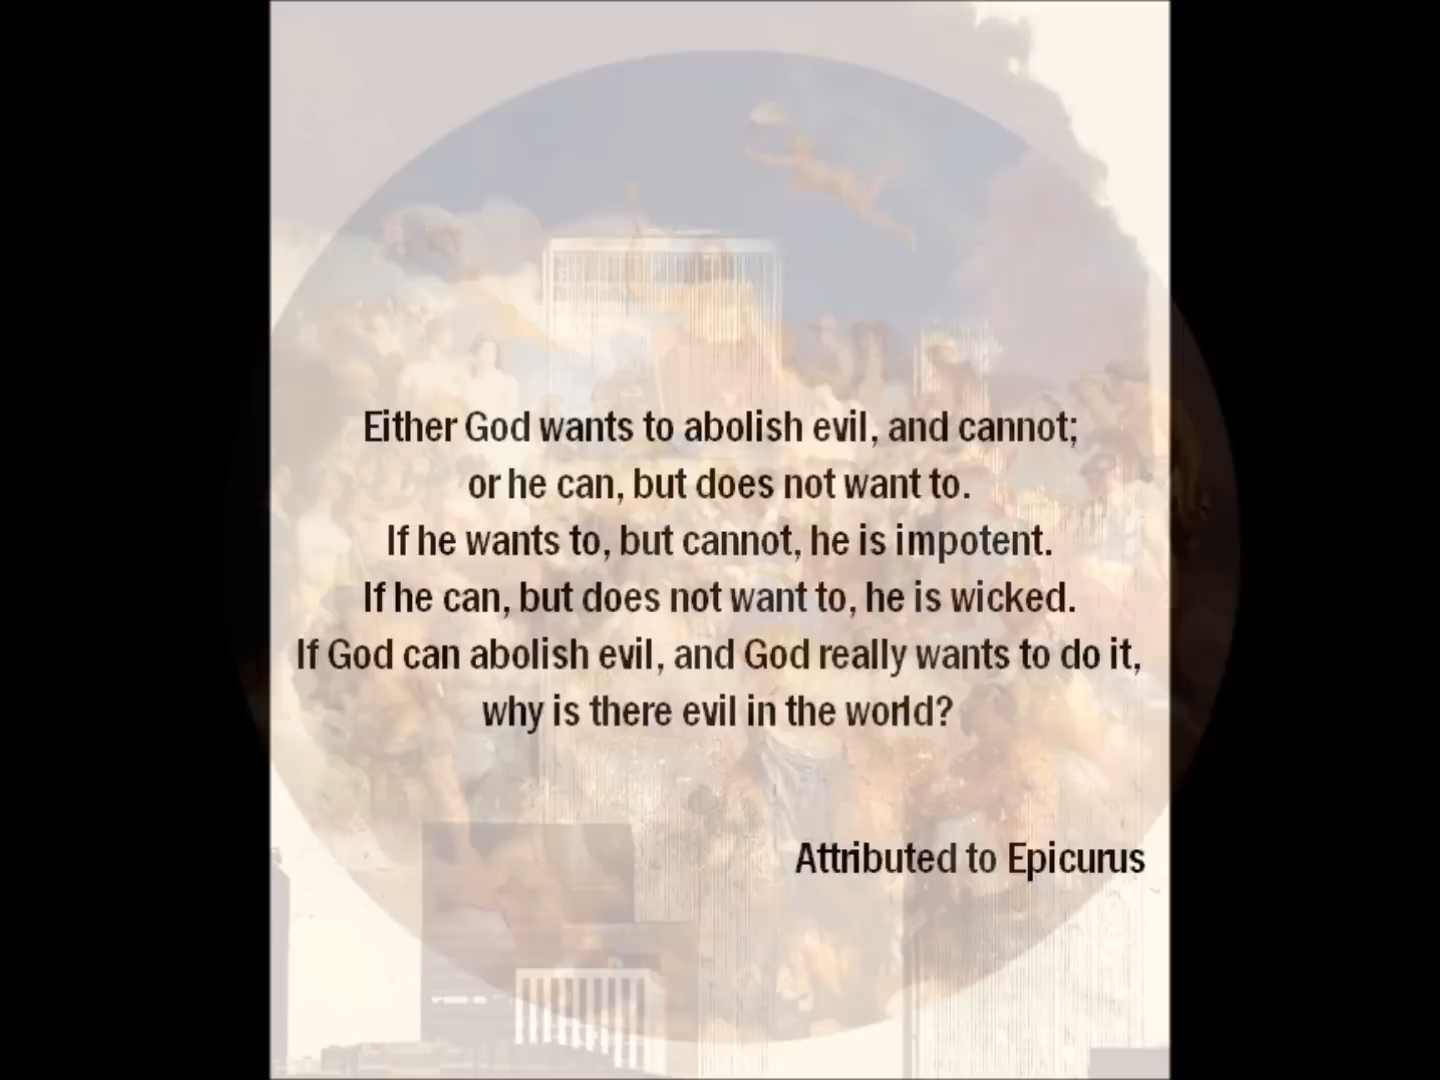 Either God wants to abolish evil, and cannot;
or he can, but does not want to.
If he wants to, but cannot, he is impotent.
If he can, but does not want to, he is wicked.
If God can abolish evil, and God really wants to do it,
why is there evil in the world?
Attributed to Epicurus